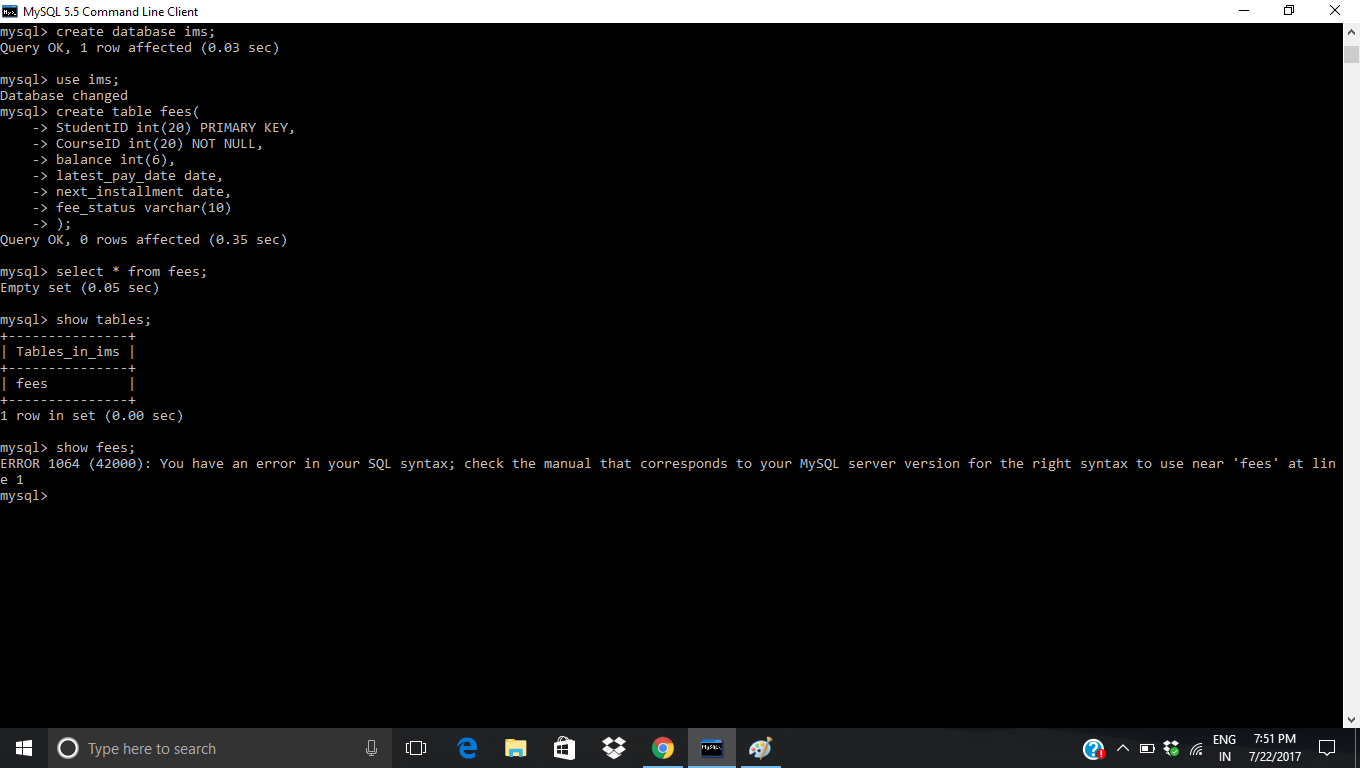 MySQL 5.5 Command Line Client
mysql> create database ims;
Query OK, 1 row affected (0.03 sec)
mysql> use ims;
Database changed
mysql> create table fees(
    -> StudentID int(20) PRIMARY KEY,
    -> CourseID int(20) NOT NULL,
    -> balance int(6),
    -> latest_pay_date date,
    -> next_installment date,
    -> fee_status varchar(10)
    -> );
Query OK, 0 rows affected (0.35 sec)
mysql> select * from fees;
Empty set (0.05 sec)
mysql> show tables;
+---------------+
| Tables_in_ims |
+---------------+
| fees          |
+---------------+
1 row in set (0.00 sec)
mysql> show fees;
ERROR 1064 (42000): You have an error in your SQL syntax; check the manual that corresponds to your MySQL server version for the right syntax to use near 'fees' at lin
e 1
mysql>
Type here to search
ENG
IN
7:51 PM
7/22/2017